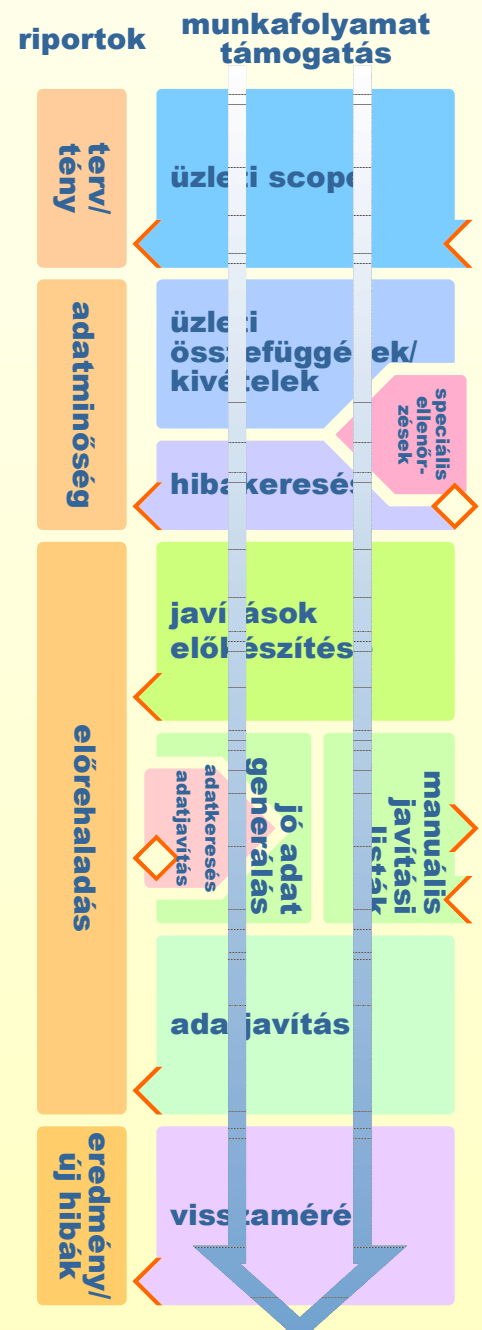 riportok
munkafolyamat
támogatás
terv/
tény
üzleti scope
adatminőség
üzleti
összefüggések/
kivételek
speciális
ellenőr-
zések
hibakeresés
előrehaladás
javítások
előkészítés
adatkeresés
adatjavítás
jó adat
generálás
manuális
javítási
listák
adatjavítás
eredmény/
új hibák
visszamérés